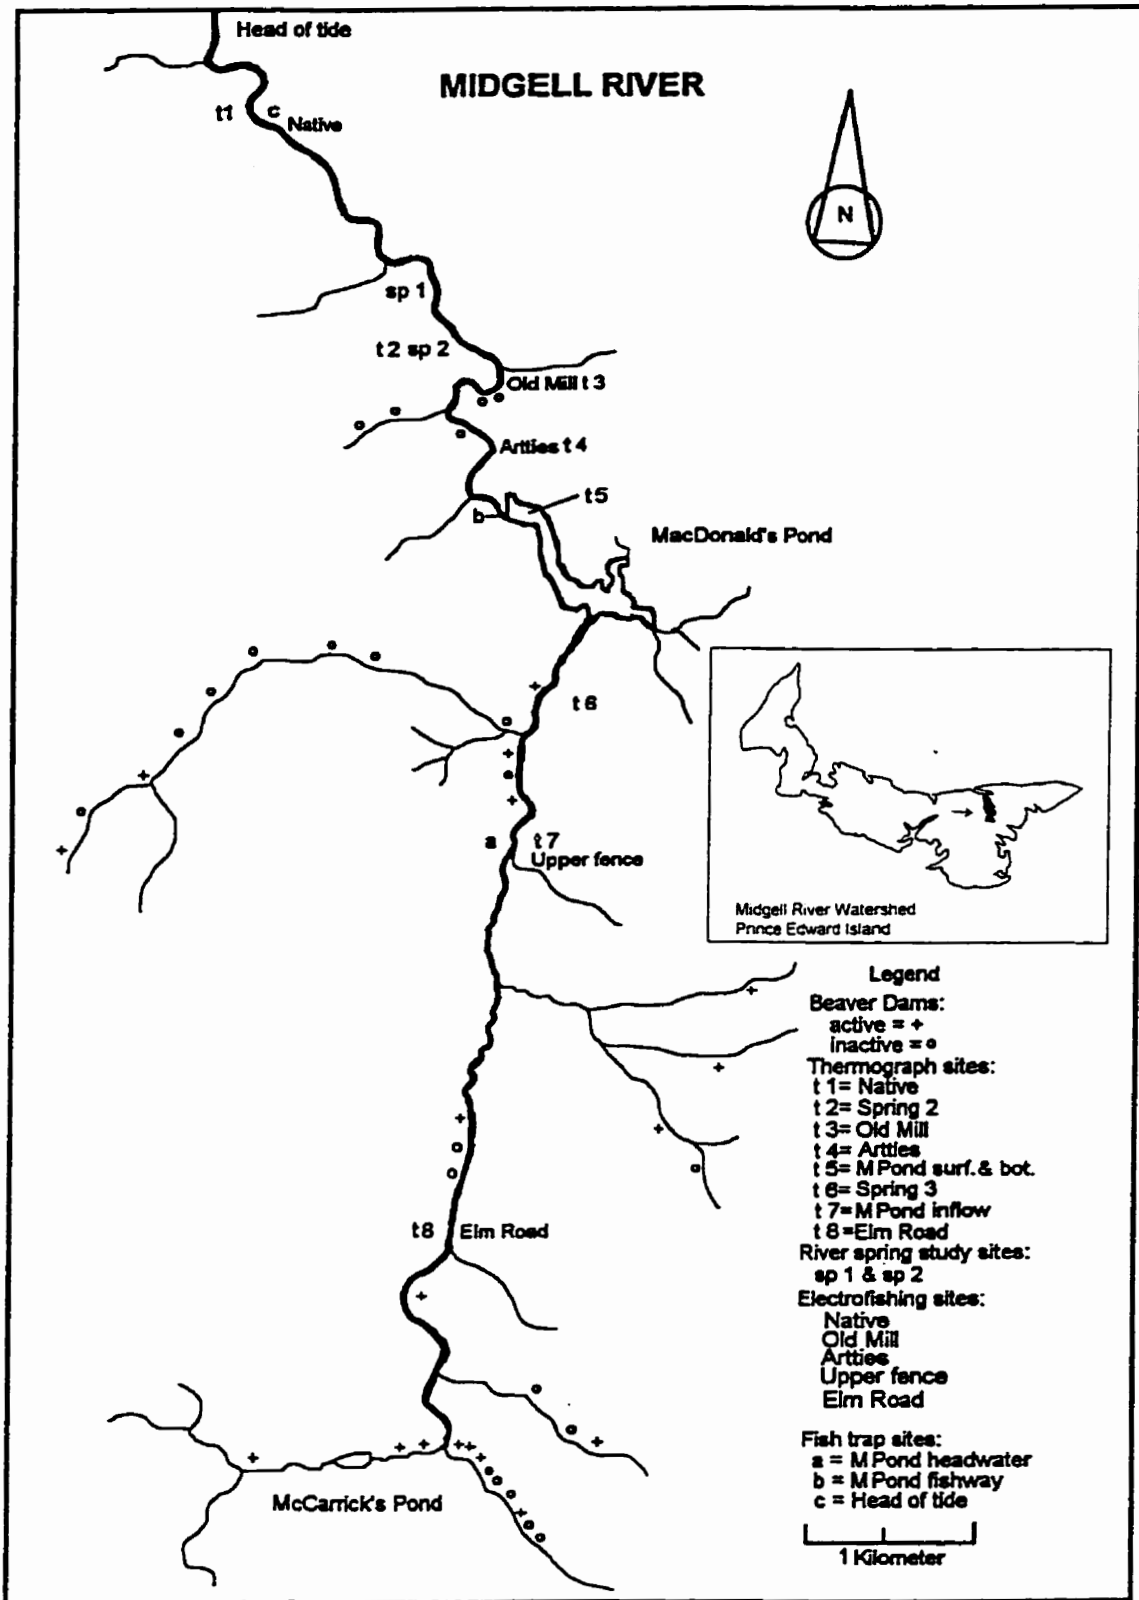 Head of tide
MIDGELL RIVER
t1
c
Native
N
sp 1
t 2 sp 2
Old Mill t 3
Artties t 4
t 5
b
MacDonald's Pond
t 6
a
t 7
Upper fence
Midgell River Watershed
Prince Edward Island
Legend
Beaver Dams:
active = +
inactive = o
Thermograph sites:
t 1= Native
t 2= Spring 2
t 3= Old Mill
t 4= Artties
t 5= M Pond surf. & bot.
t 6= Spring 3
t 7= M Pond inflow
t 8 =Elm Road
River spring study sites:
sp 1 & sp 2
Electrofishing sites:
Native
Old Mill
Artties
Upper fence
Elm Road
Fish trap sites:
a = M Pond headwater
b = M Pond fishway
c = Head of tide
1 Kilometer
t 8
Elm Road
McCarrick's Pond